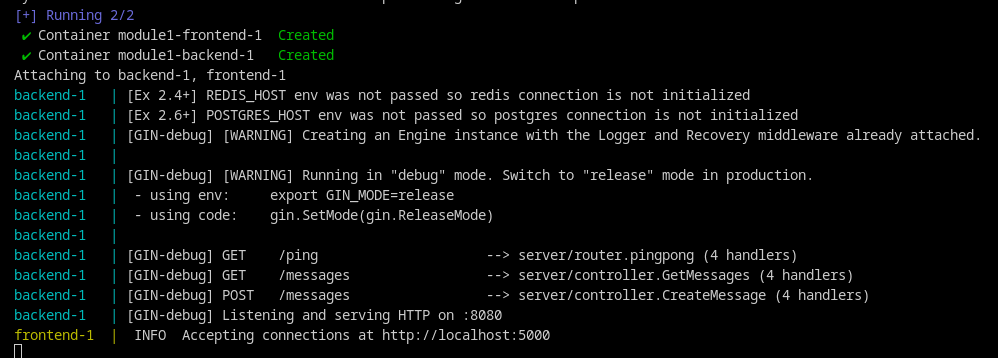 [+] Running 2/2
✔ Container module1-frontend-1  Created
✔ Container module1-backend-1   Created
Attaching to backend-1, frontend-1
backend-1   | [Ex 2.4+] REDIS_HOST env was not passed so redis connection is not initialized
backend-1   | [Ex 2.6+] POSTGRES_HOST env was not passed so postgres connection is not initialized
backend-1   | [GIN-debug] [WARNING] Creating an Engine instance with the Logger and Recovery middleware already attached.
backend-1   |
backend-1   | [GIN-debug] [WARNING] Running in "debug" mode. Switch to "release" mode in production.
backend-1   |  - using env:     export GIN_MODE=release
backend-1   |  - using code:    gin.SetMode(gin.ReleaseMode)
backend-1   |
backend-1   | [GIN-debug] GET    /ping                     --> server/router.pingpong (4 handlers)
backend-1   | [GIN-debug] GET    /messages                 --> server/controller.GetMessages (4 handlers)
backend-1   | [GIN-debug] POST   /messages                 --> server/controller.CreateMessage (4 handlers)
backend-1   | [GIN-debug] Listening and serving HTTP on :8080
frontend-1  |  INFO  Accepting connections at http://localhost:5000